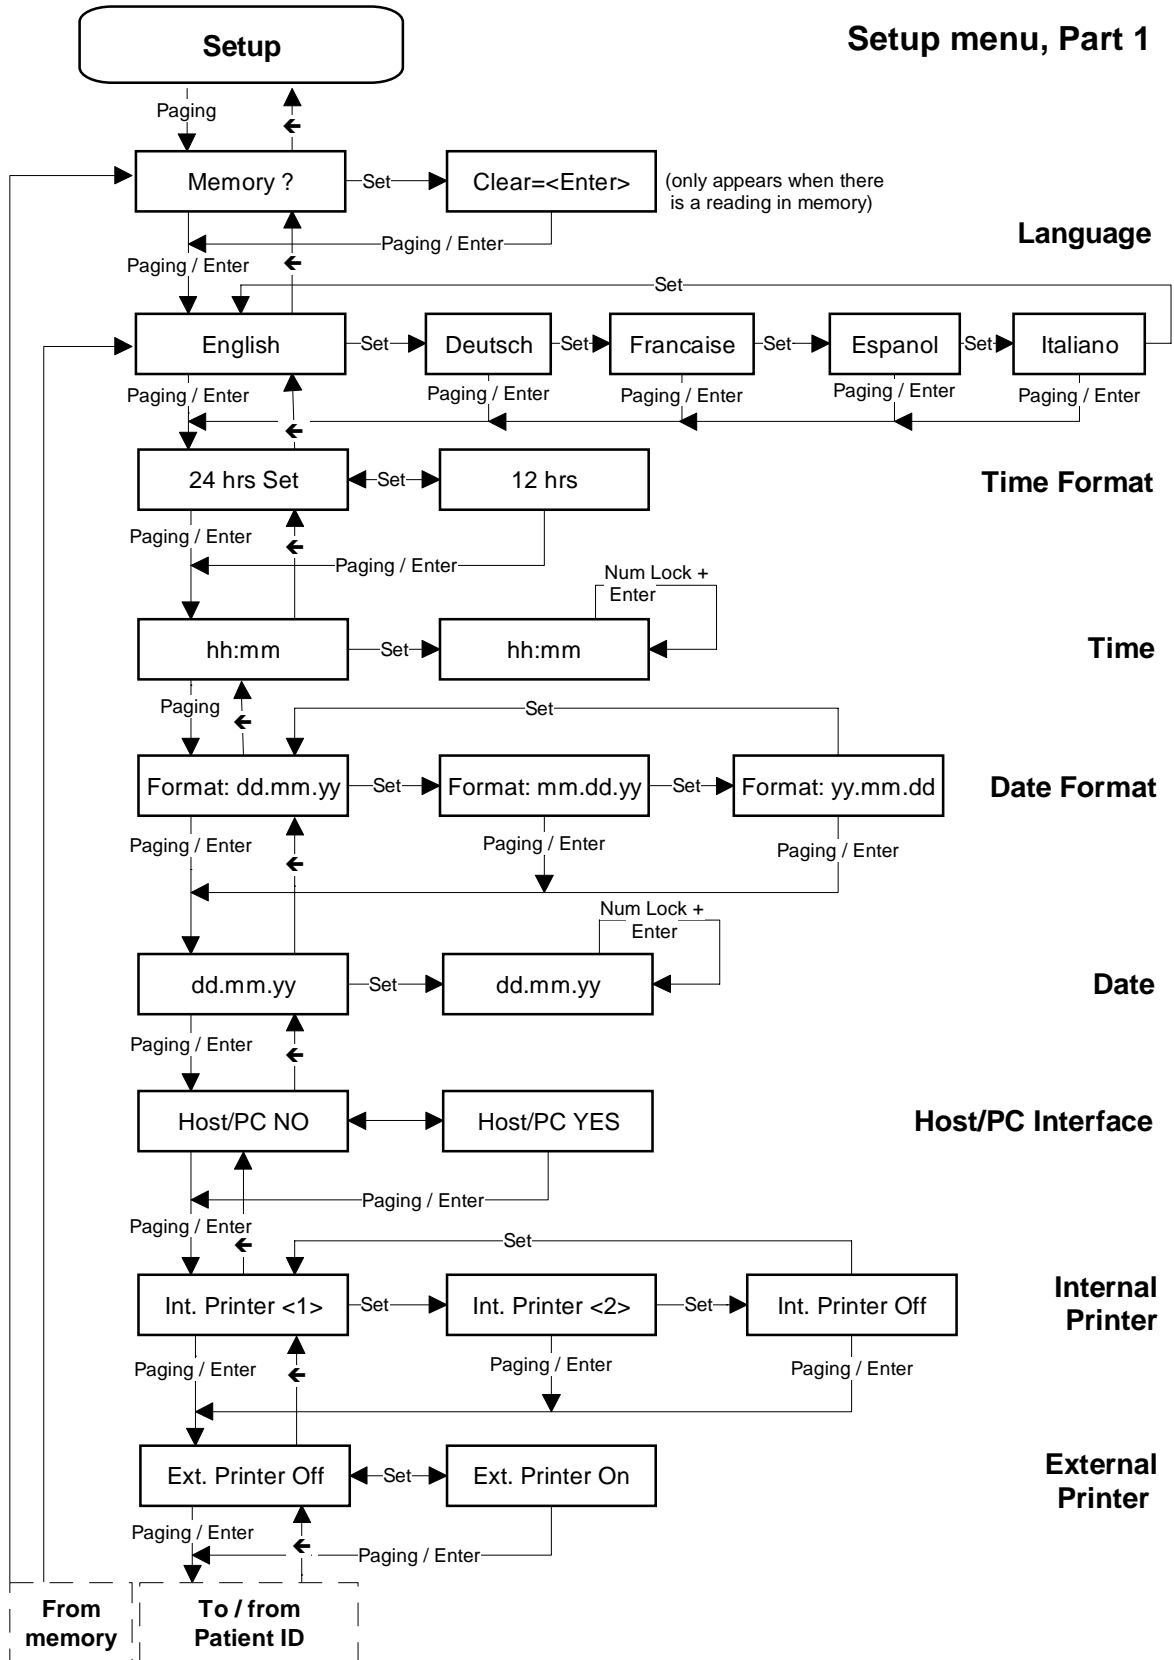 Setup
Setup menu, Part 1
Paging
←
Memory ?
Set
Clear=<Enter>
(only appears when there
is a reading in memory)
Language
Paging / Enter
Paging / Enter
←
Set
English
Set
Deutsch
Set
Francaise
Set
Espanol
Set
Italiano
Paging / Enter
Paging / Enter
Paging / Enter
Paging / Enter
Paging / Enter
←
24 hrs Set
Set
12 hrs
Time Format
Paging / Enter
←
Paging / Enter
Num Lock +
Enter
hh:mm
Set
hh:mm
Time
Paging
←
Set
Format: dd.mm.yy
Set
Format: mm.dd.yy
Set
Format: yy.mm.dd
Date Format
Paging / Enter
←
Paging / Enter
Paging / Enter
Num Lock +
Enter
dd.mm.yy
Set
dd.mm.yy
Date
Paging / Enter
←
Host/PC NO
Host/PC YES
Host/PC Interface
Paging / Enter
Paging / Enter
←
Set
Int. Printer <1>
Set
Int. Printer <2>
Set
Int. Printer Off
Internal
Printer
Paging / Enter
←
Paging / Enter
Paging / Enter
Ext. Printer Off
Set
Ext. Printer On
External
Printer
Paging / Enter
←
Paging / Enter
From
memory
To / from
Patient ID